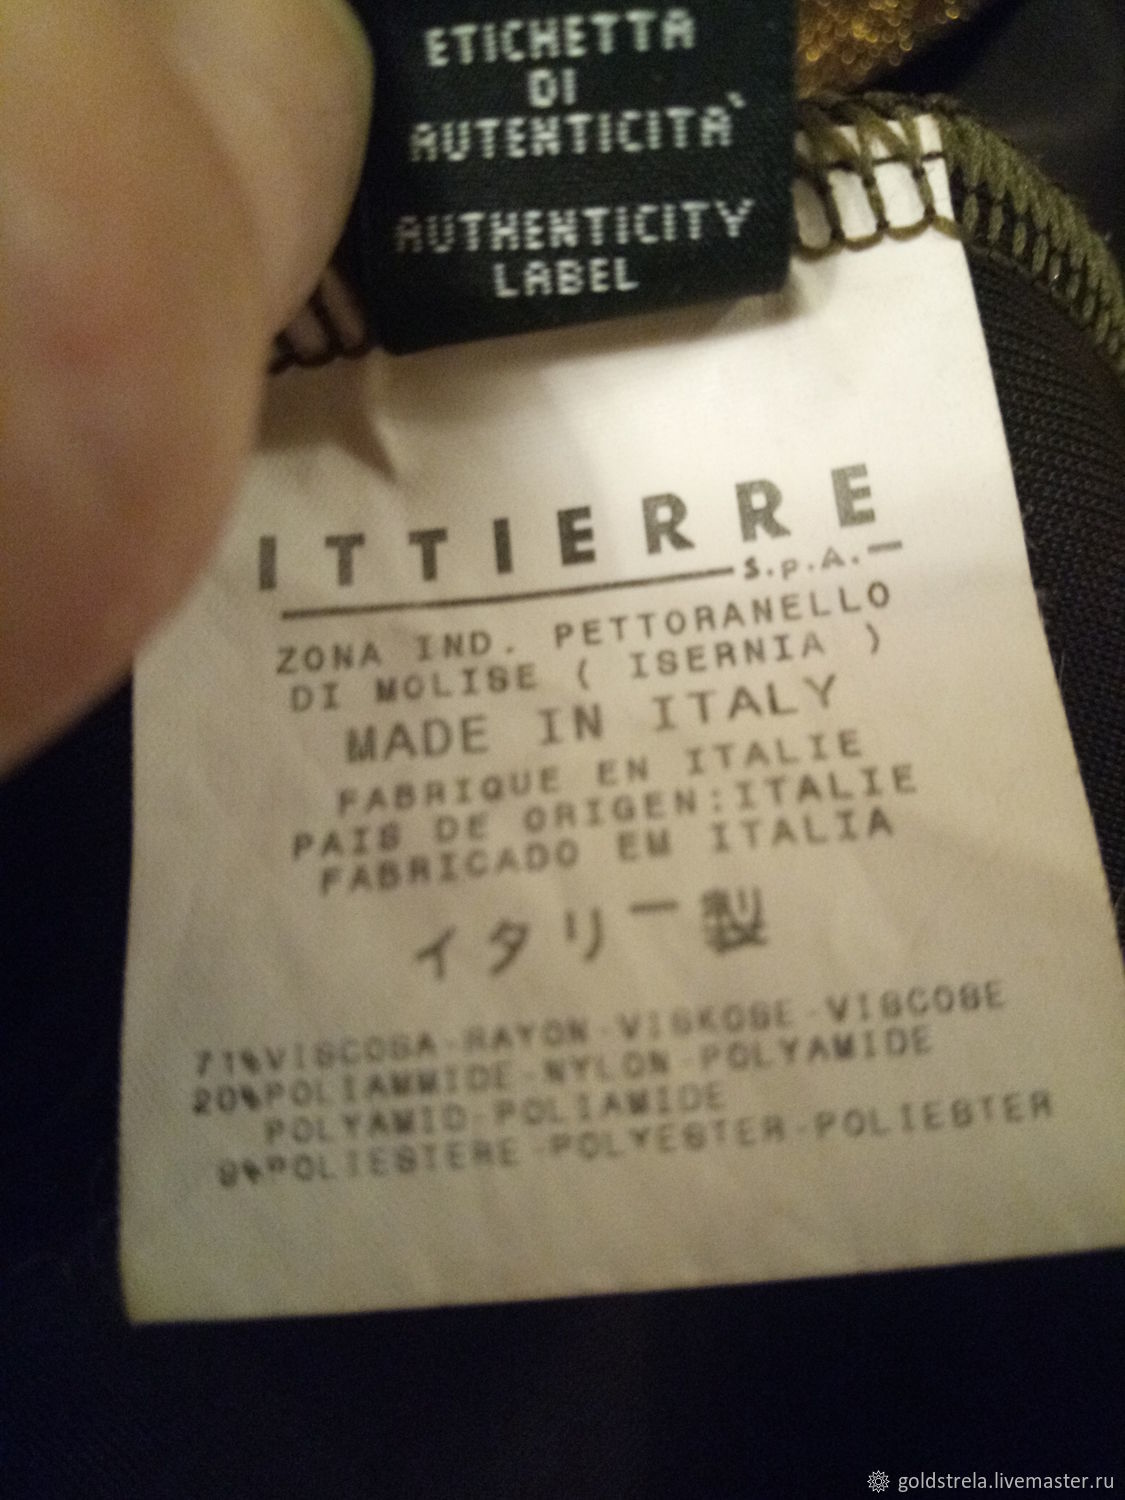 ETICHETTA
DI
AUTENTICITA`
AUTHENTICITY
LABEL
ITTIERRE
S.p.A.
ZONA IND. PETTORANELLO
DI MOLISE ( ISERNIA )
MADE IN ITALY
FABRIQUE EN ITALIE
PAIS DE ORIGEN:ITALIE
FABRICADO EM ITALIA
イタリー製
71%VISCOSA-RAYON-VISKOSE-VISCOSE
20%POLIAMMIDE-NYLON-POLYAMIDE
POLYAMID-POLIAMIDE
9%POLIESTERE-POLYESTER-POLIESTER
goldstrela.livemaster.ru